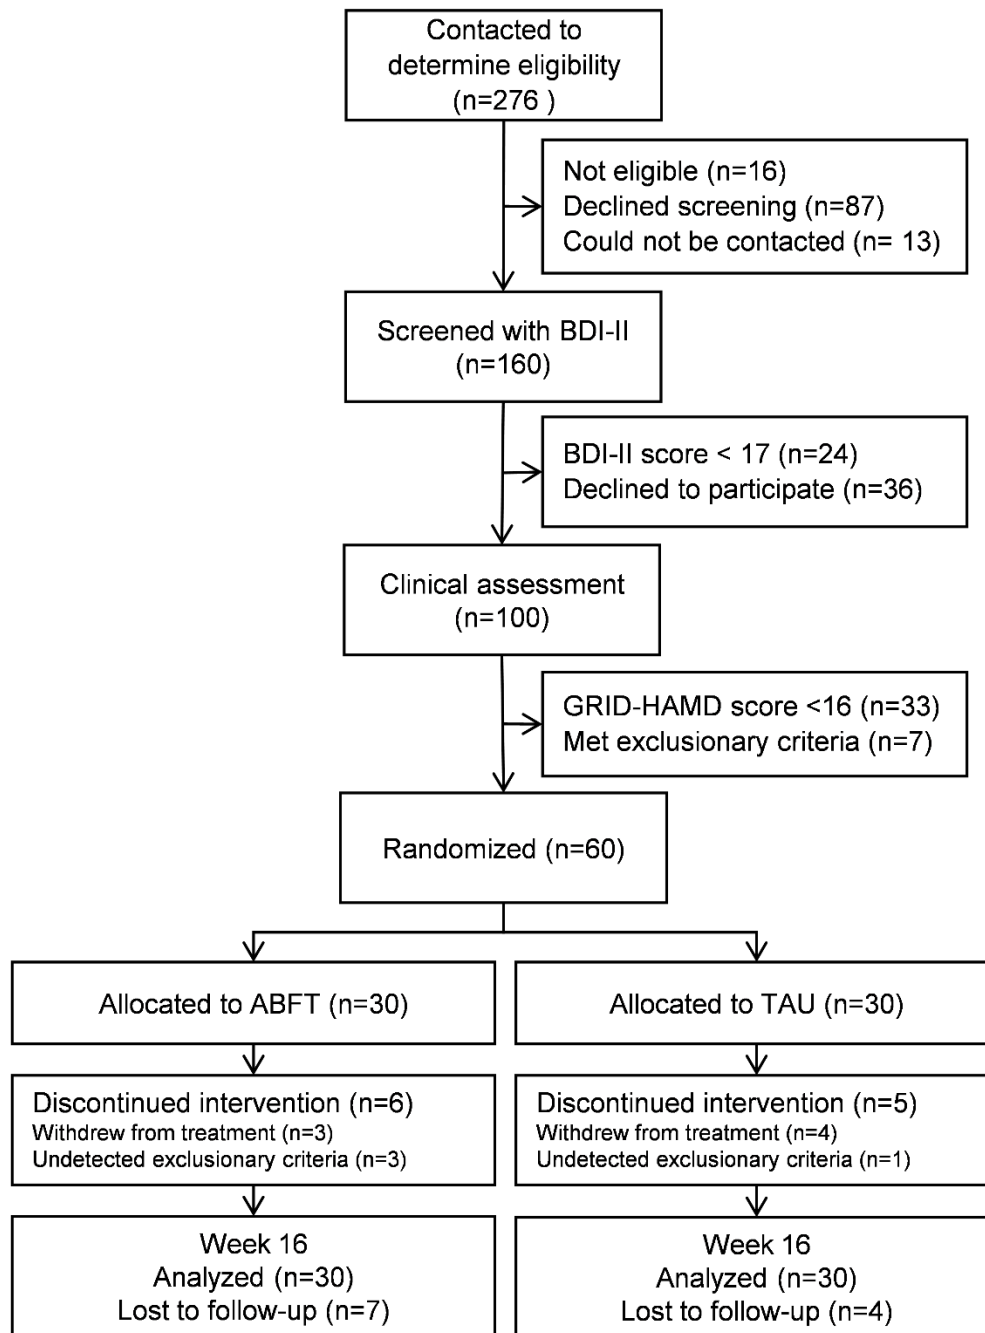 Contacted to
determine eligibility
(n=276 )
Not eligible (n=16)
Declined screening (n=87)
Could not be contacted (n= 13)
Screened with BDI-II
(n=160)
BDI-II score < 17 (n=24)
Declined to participate (n=36)
Clinical assessment
(n=100)
GRID-HAMD score <16 (n=33)
Met exclusionary criteria (n=7)
Randomized (n=60)
Allocated to ABFT (n=30)
Allocated to TAU (n=30)
Discontinued intervention (n=6)
Withdrew from treatment (n=3)
Undetected exclusionary criteria (n=3)
Discontinued intervention (n=5)
Withdrew from treatment (n=4)
Undetected exclusionary criteria (n=1)
Week 16
Analyzed (n=30)
Lost to follow-up (n=7)
Week 16
Analyzed (n=30)
Lost to follow-up (n=4)